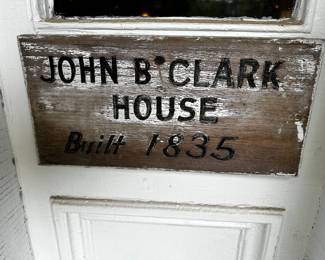 JOHN B. CLARK
HOUSE
Built 1835